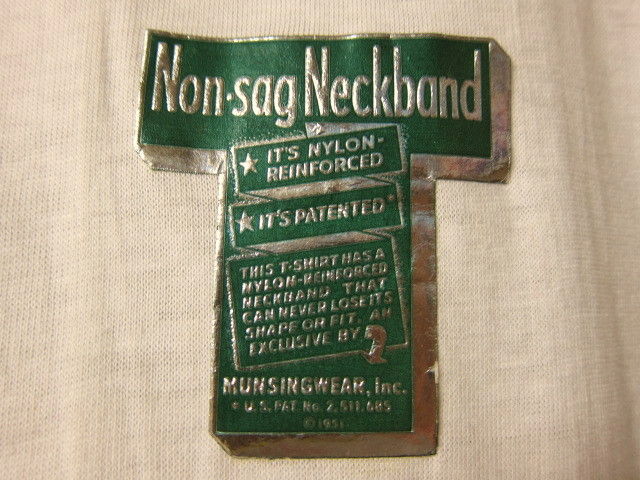 Non-sag Neckband
★ IT'S NYLON-
REINFORCED
★ IT'S PATENTED*
THIS T-SHIRT HAS A
NYLON-REINFORCED
NECKBAND THAT
CAN NEVER LOSE ITS
SHAPE OR FIT. AN
EXCLUSIVE BY
MUNSINGWEAR, Inc.
* U.S. PAT. No. 2,511,685
© 1951